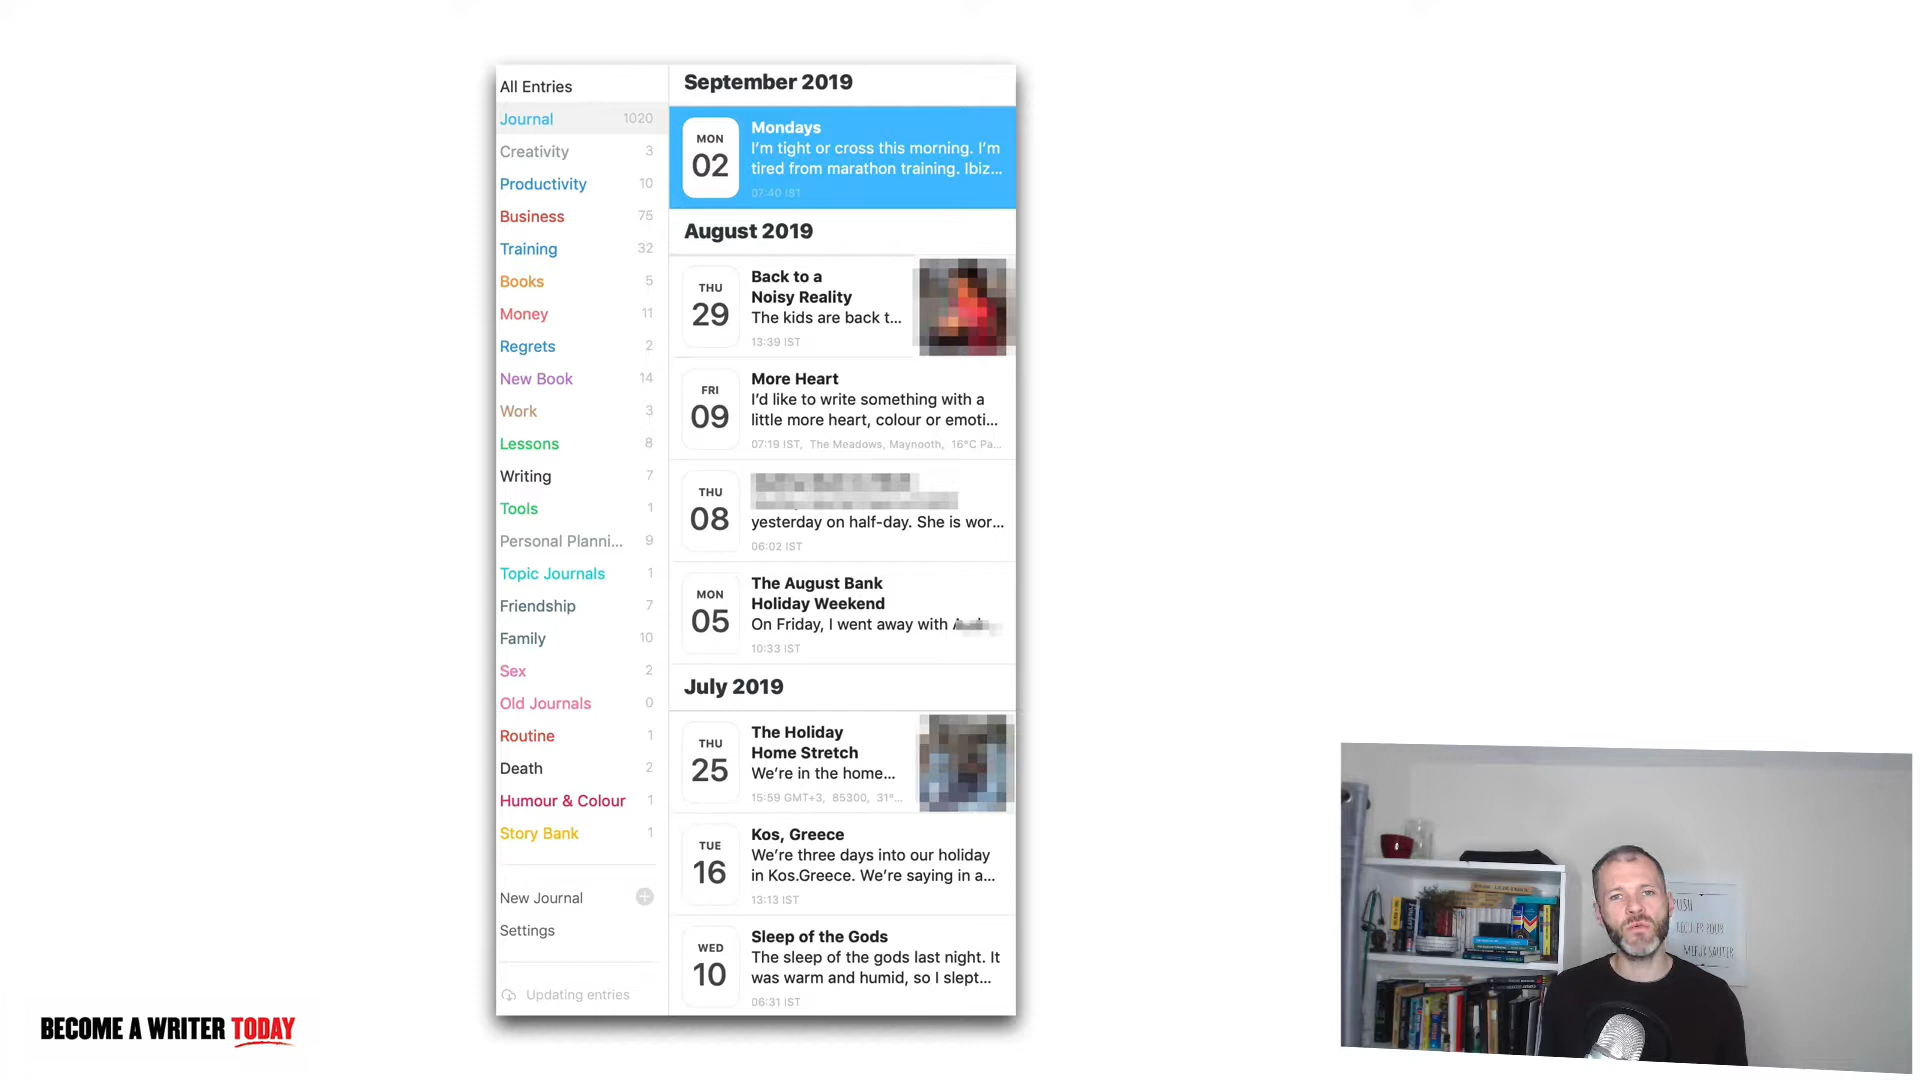 All Entries
Journal 1020
Creativity 3
Productivity 10
Business 75
Training 32
Books 5
Money 11
Regrets 2
New Book 14
Work 3
Lessons 8
Writing 7
Tools 1
Personal Planni... 9
Topic Journals 1
Friendship 7
Family 10
Sex 2
Old Journals 0
Routine 1
Death 2
Humour & Colour 1
Story Bank 1
New Journal
Settings
Updating entries
September 2019
MON
02
Mondays
I’m tight or cross this morning. I’m
tired from marathon training. Ibiz...
07:40 IST
August 2019
THU
29
Back to a
Noisy Reality
The kids are back t...
13:39 IST
FRI
09
More Heart
I’d like to write something with a
little more heart, colour or emoti...
07:19 IST, The Meadows, Maynooth, 16°C Pa...
THU
08
yesterday on half-day. She is wor...
06:02 IST
MON
05
The August Bank
Holiday Weekend
On Friday, I went away with
10:33 IST
July 2019
THU
25
The Holiday
Home Stretch
We’re in the home...
15:59 GMT+3, 85300, 31°...
TUE
16
Kos, Greece
We’re three days into our holiday
in Kos.Greece. We’re saying in a...
13:13 IST
WED
10
Sleep of the Gods
The sleep of the gods last night. It
was warm and humid, so I slept...
06:31 IST
BECOME A WRITER TODAY